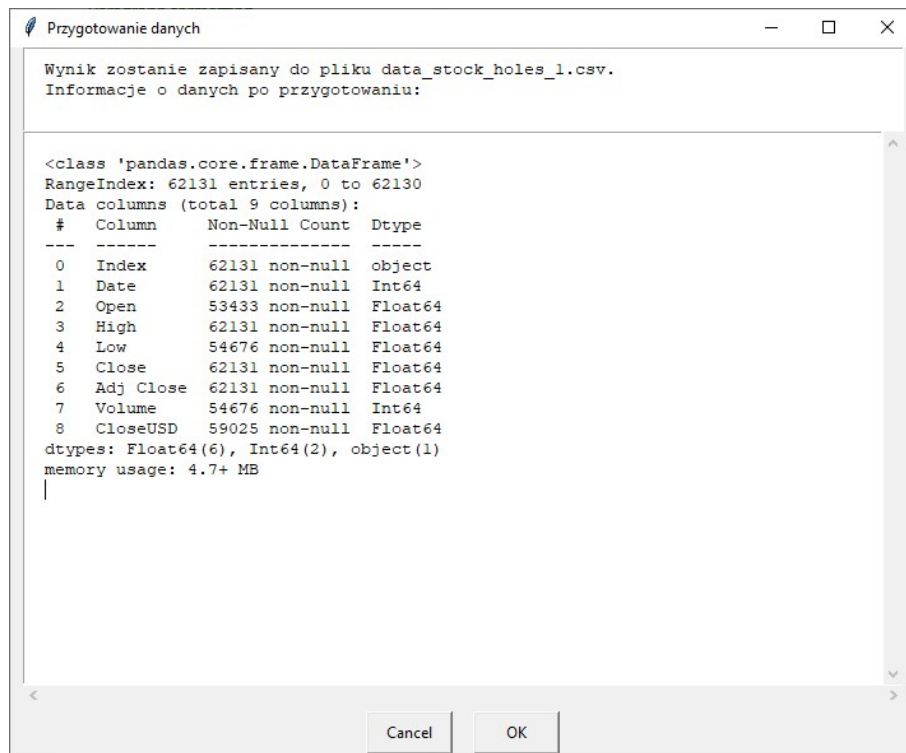 Przygotowanie danych
Wynik zostanie zapisany do pliku data_stock_holes_1.csv.
Informacje o danych po przygotowaniu:
<class 'pandas.core.frame.DataFrame'>
RangeIndex: 62131 entries, 0 to 62130
Data columns (total 9 columns):
 #   Column     Non-Null Count  Dtype
---  ------     --------------  -----
 0   Index      62131 non-null  object
 1   Date       62131 non-null  Int64
 2   Open       53433 non-null  Float64
 3   High       62131 non-null  Float64
 4   Low        54676 non-null  Float64
 5   Close      62131 non-null  Float64
 6   Adj Close  62131 non-null  Float64
 7   Volume     54676 non-null  Int64
 8   CloseUSD   59025 non-null  Float64
dtypes: Float64(6), Int64(2), object(1)
memory usage: 4.7+ MB
Cancel OK